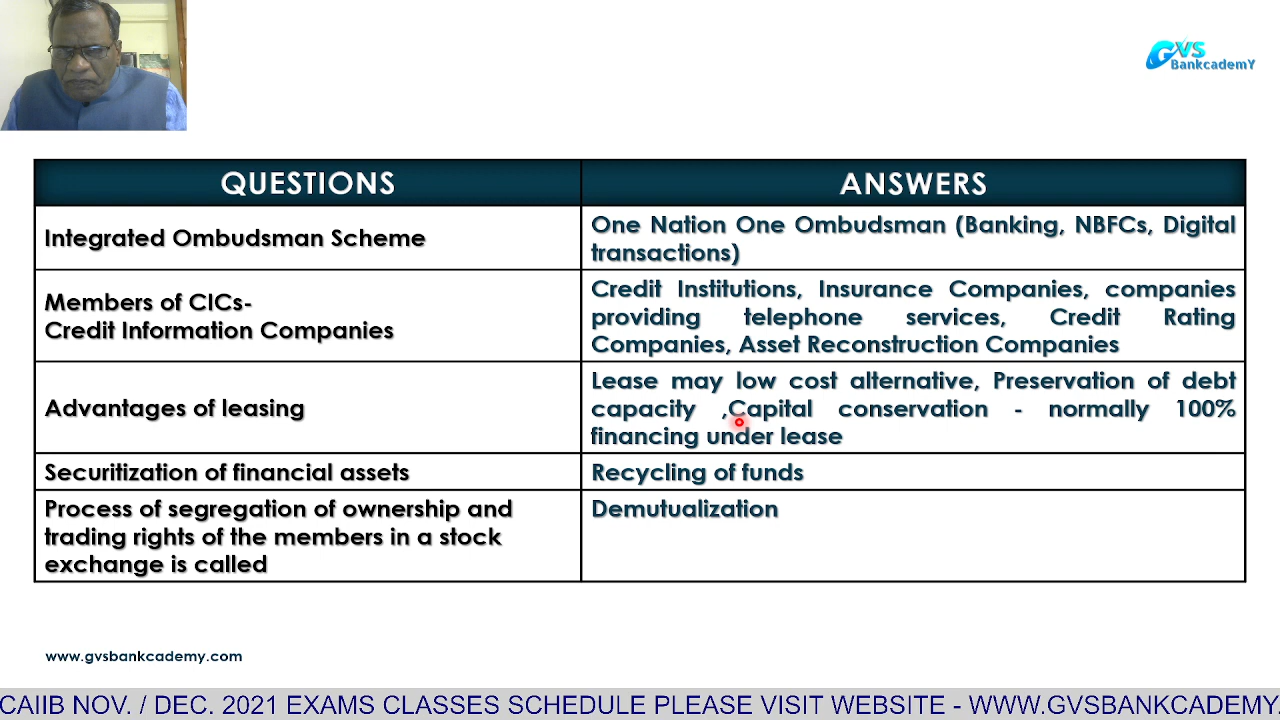 GVS
BankcademY
QUESTIONS
ANSWERS
Integrated Ombudsman Scheme
One Nation One Ombudsman (Banking, NBFCs, Digital
transactions)
Members of CICs-
Credit Information Companies
Credit Institutions, Insurance Companies, companies
providing telephone services, Credit Rating
Companies, Asset Reconstruction Companies
Advantages of leasing
Lease may low cost alternative, Preservation of debt
capacity ,Capital conservation - normally 100%
financing under lease
Securitization of financial assets
Recycling of funds
Process of segregation of ownership and
trading rights of the members in a stock
exchange is called
Demutualization
www.gvsbankcademy.com
CAIIB NOV. / DEC. 2021 EXAMS CLASSES SCHEDULE PLEASE VISIT WEBSITE - WWW.GVSBANKCADEMY.